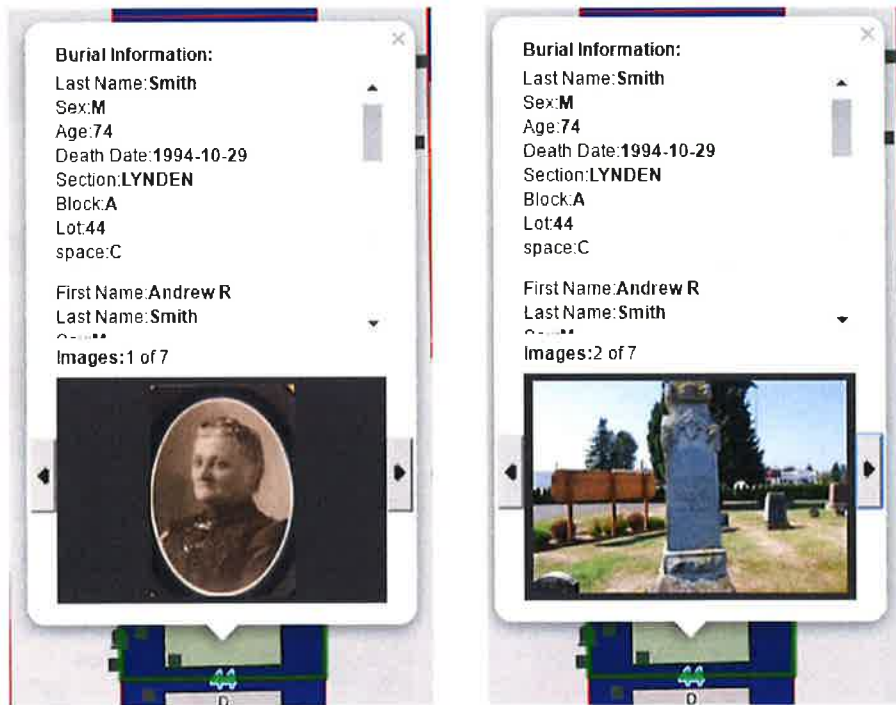 Burial Information:
Last Name:Smith
Sex:M
Age:74
Death Date:1994-10-29
Section:LYNDEN
Block:A
Lot:44
space:C
First Name:Andrew R
Last Name:Smith
Sex:M
Images:1 of 7
44
D
Burial Information:
Last Name:Smith
Sex:M
Age:74
Death Date:1994-10-29
Section:LYNDEN
Block:A
Lot:44
space:C
First Name:Andrew R
Last Name:Smith
Sex:M
Images:2 of 7
44
D